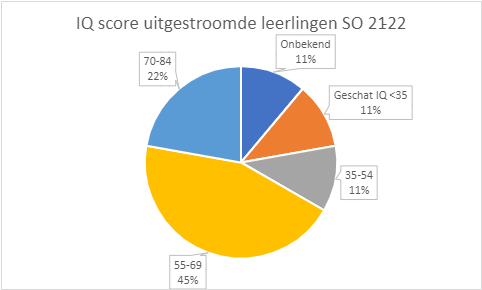 IQ score uitgestroomde leerlingen SO 2122
Onbekend
11%
Geschat IQ <35
11%
35-54
11%
55-69
45%
70-84
22%